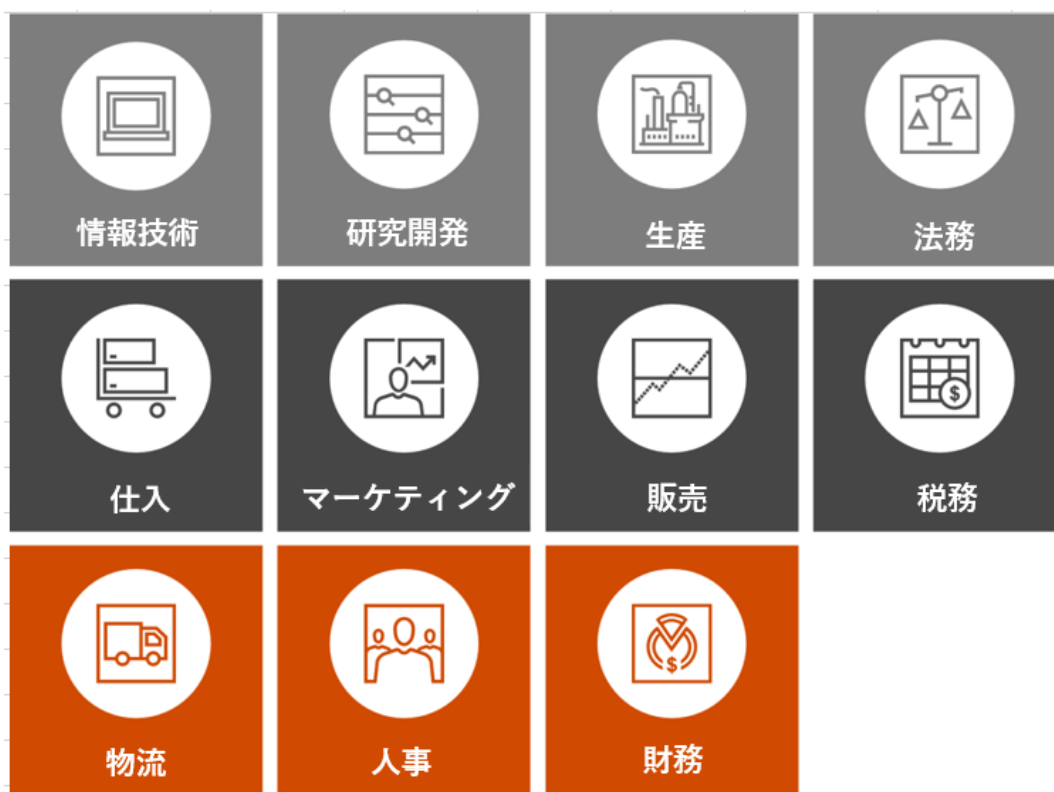 情報技術
研究開発
生産
法務
仕入
マーケティング
販売
税務
物流
人事
財務